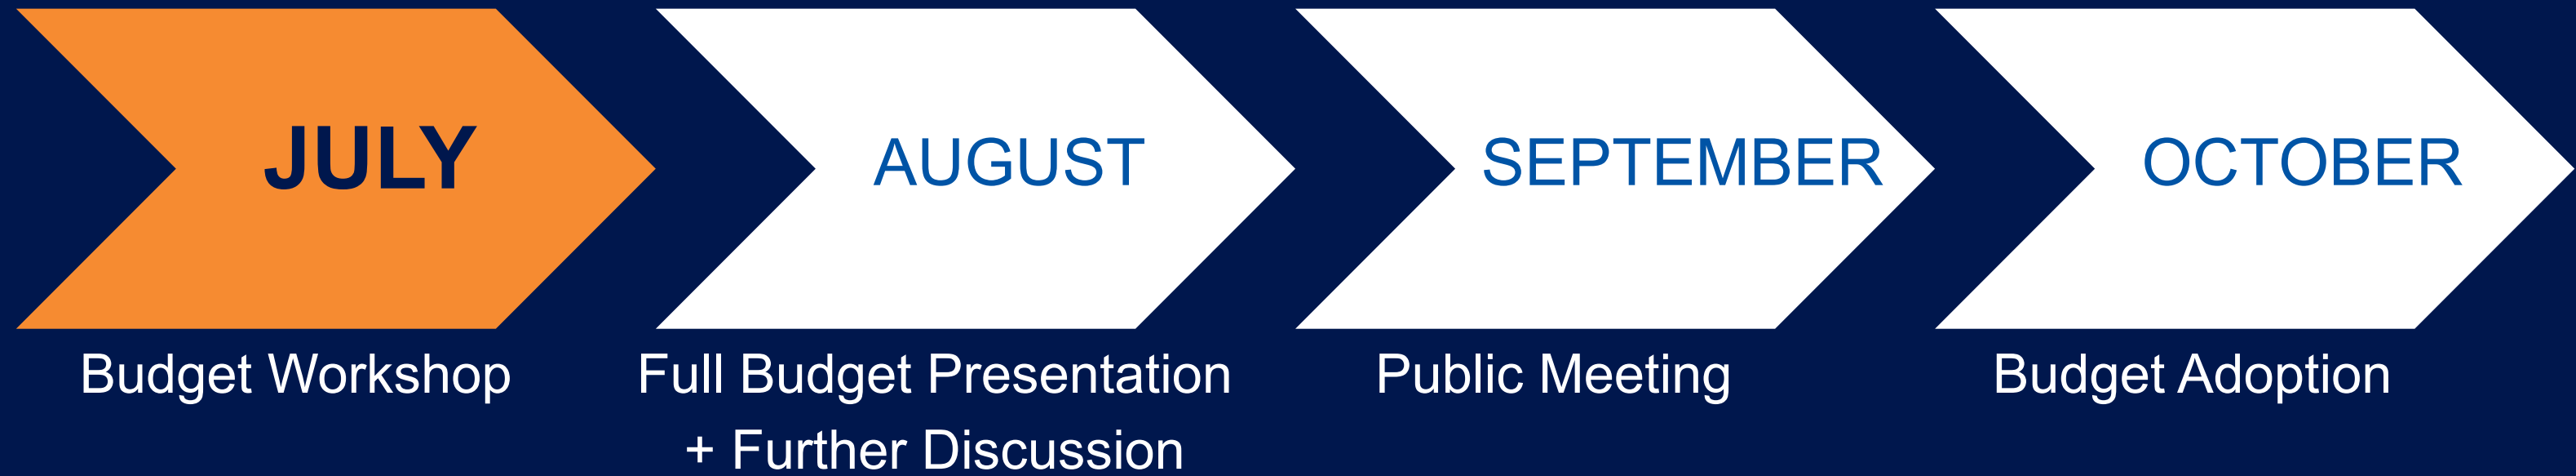 JULY
AUGUST
SEPTEMBER
OCTOBER
Budget Workshop
Full Budget Presentation
+ Further Discussion
Public Meeting
Budget Adoption